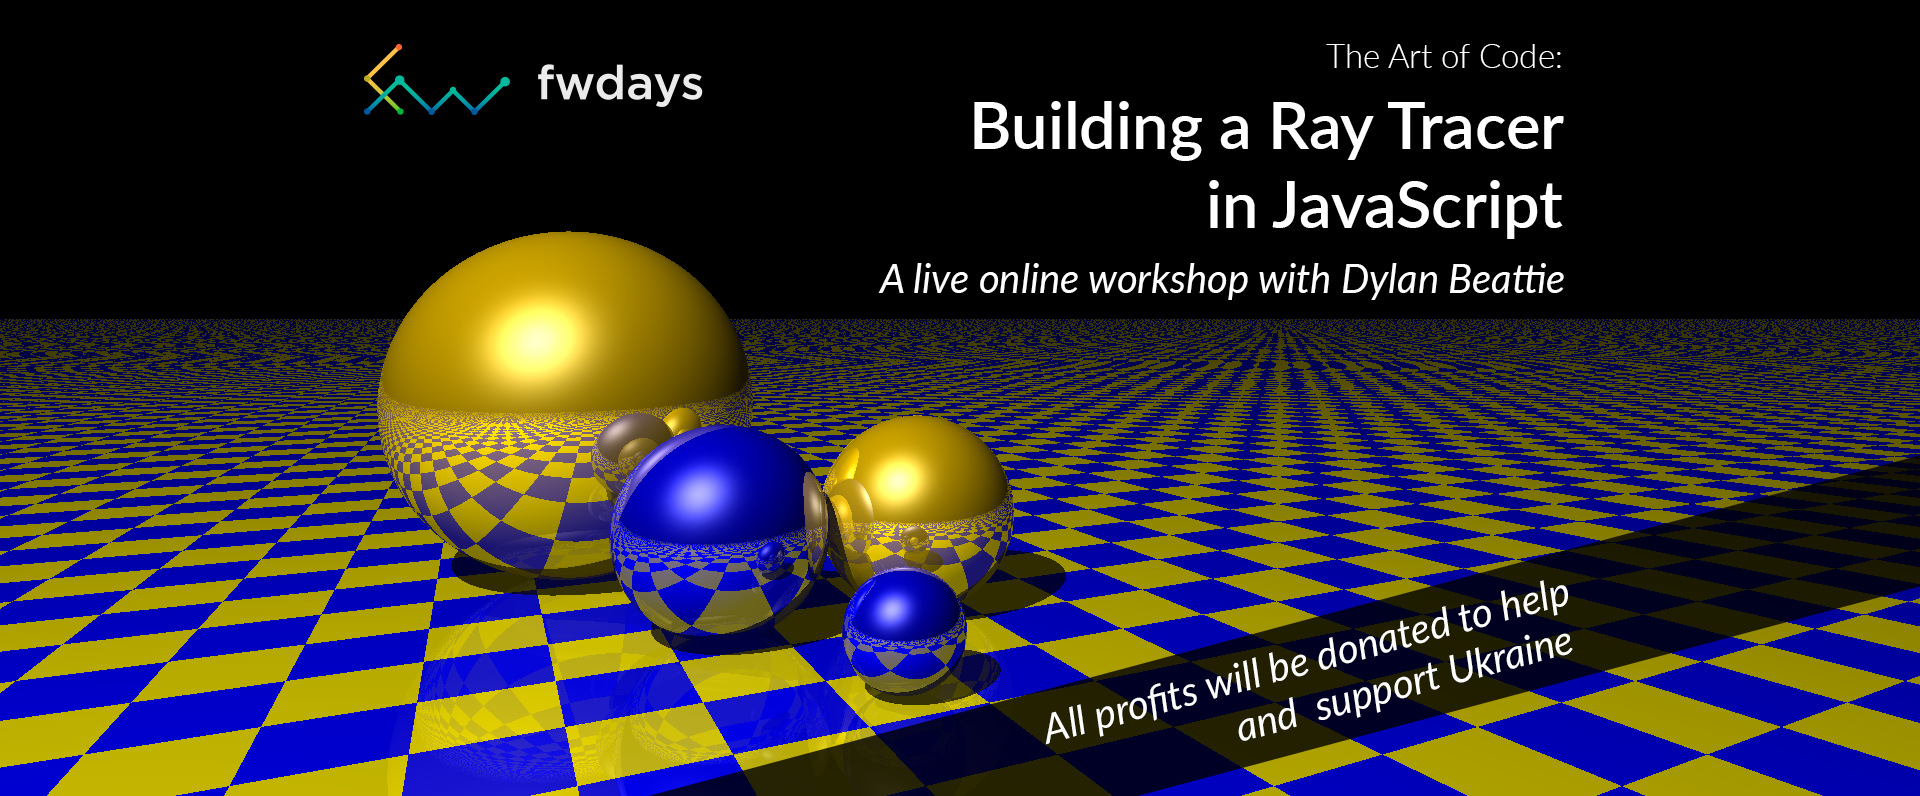 fwdays
The Art of Code:
Building a Ray Tracer
in JavaScript
A live online workshop with Dylan Beattie
All profits will be donated to help
and support Ukraine